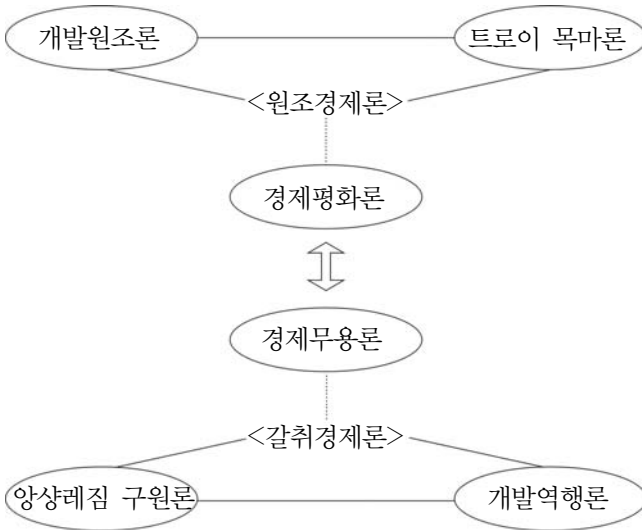 개발원조론
트로이 목마론
<원조경제론>
경제평화론
경제무용론
<갈취경제론>
앙샹레짐 구원론
개발역행론